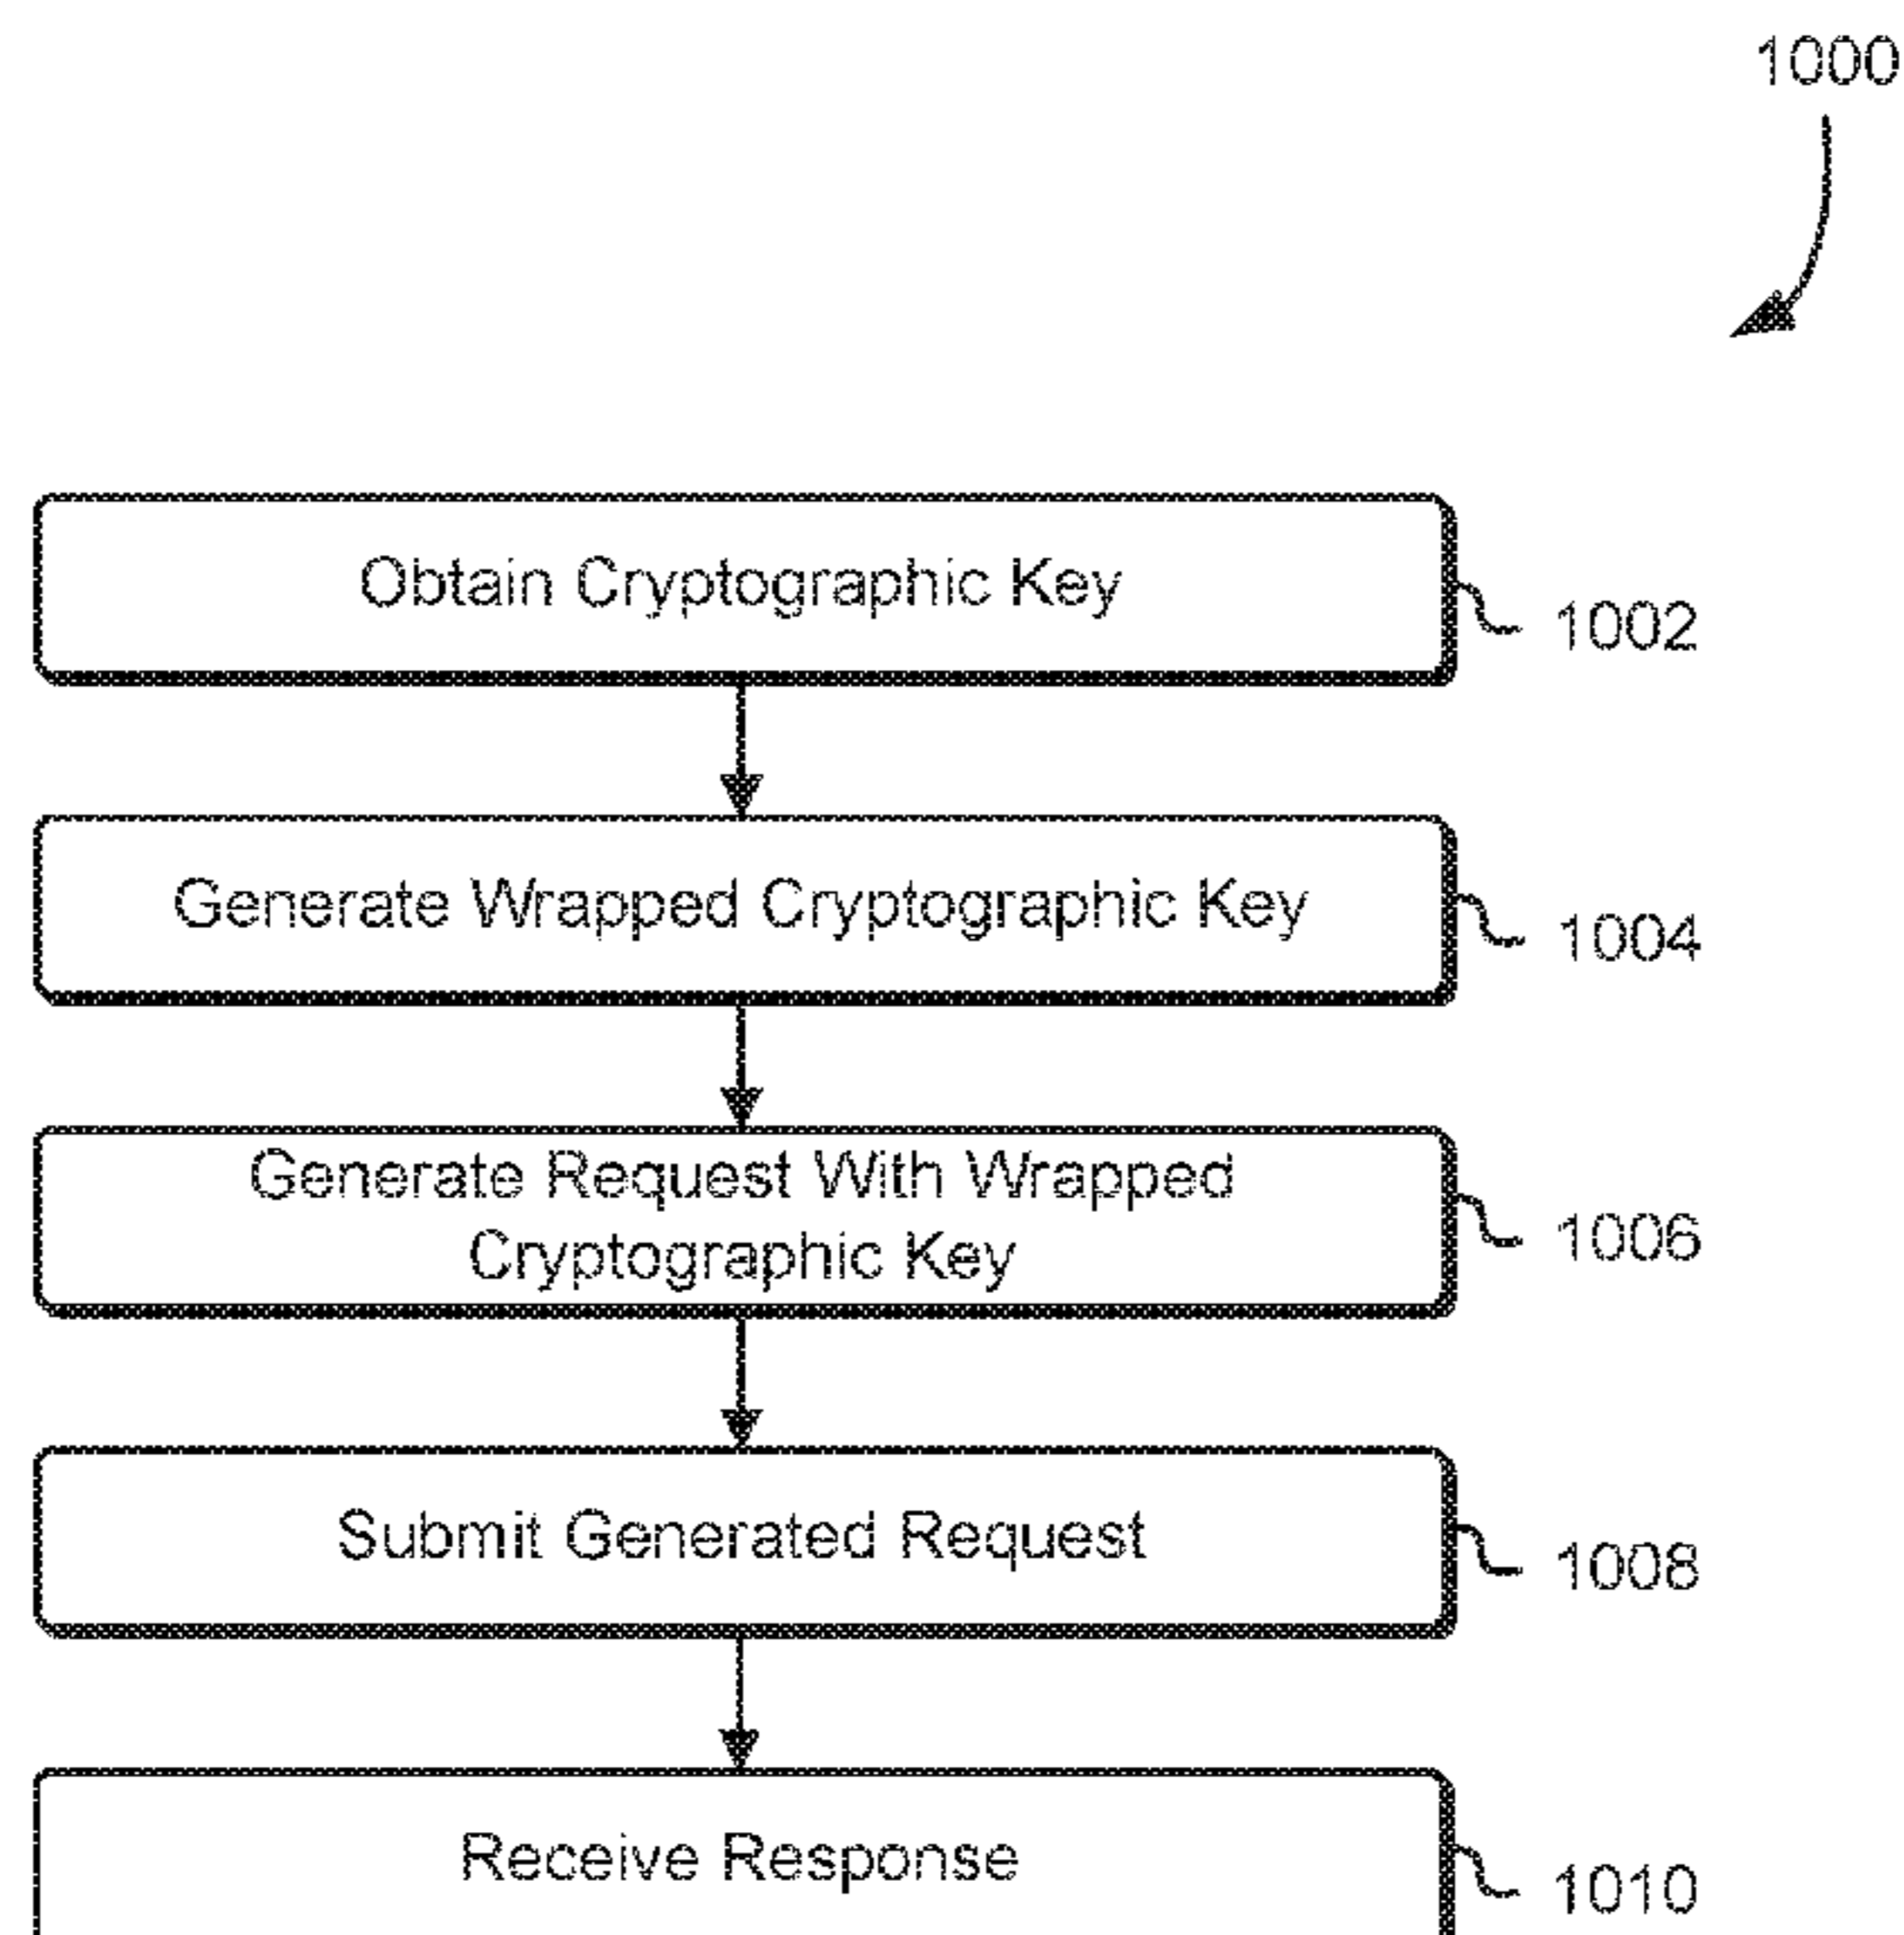 1000
Obtain Cryptographic Key
1002
Generate Wrapped Cryptographic Key
1004
Generate Request With Wrapped
Cryptographic Key
1006
Submit Generated Request
1008
Receive Response
1010